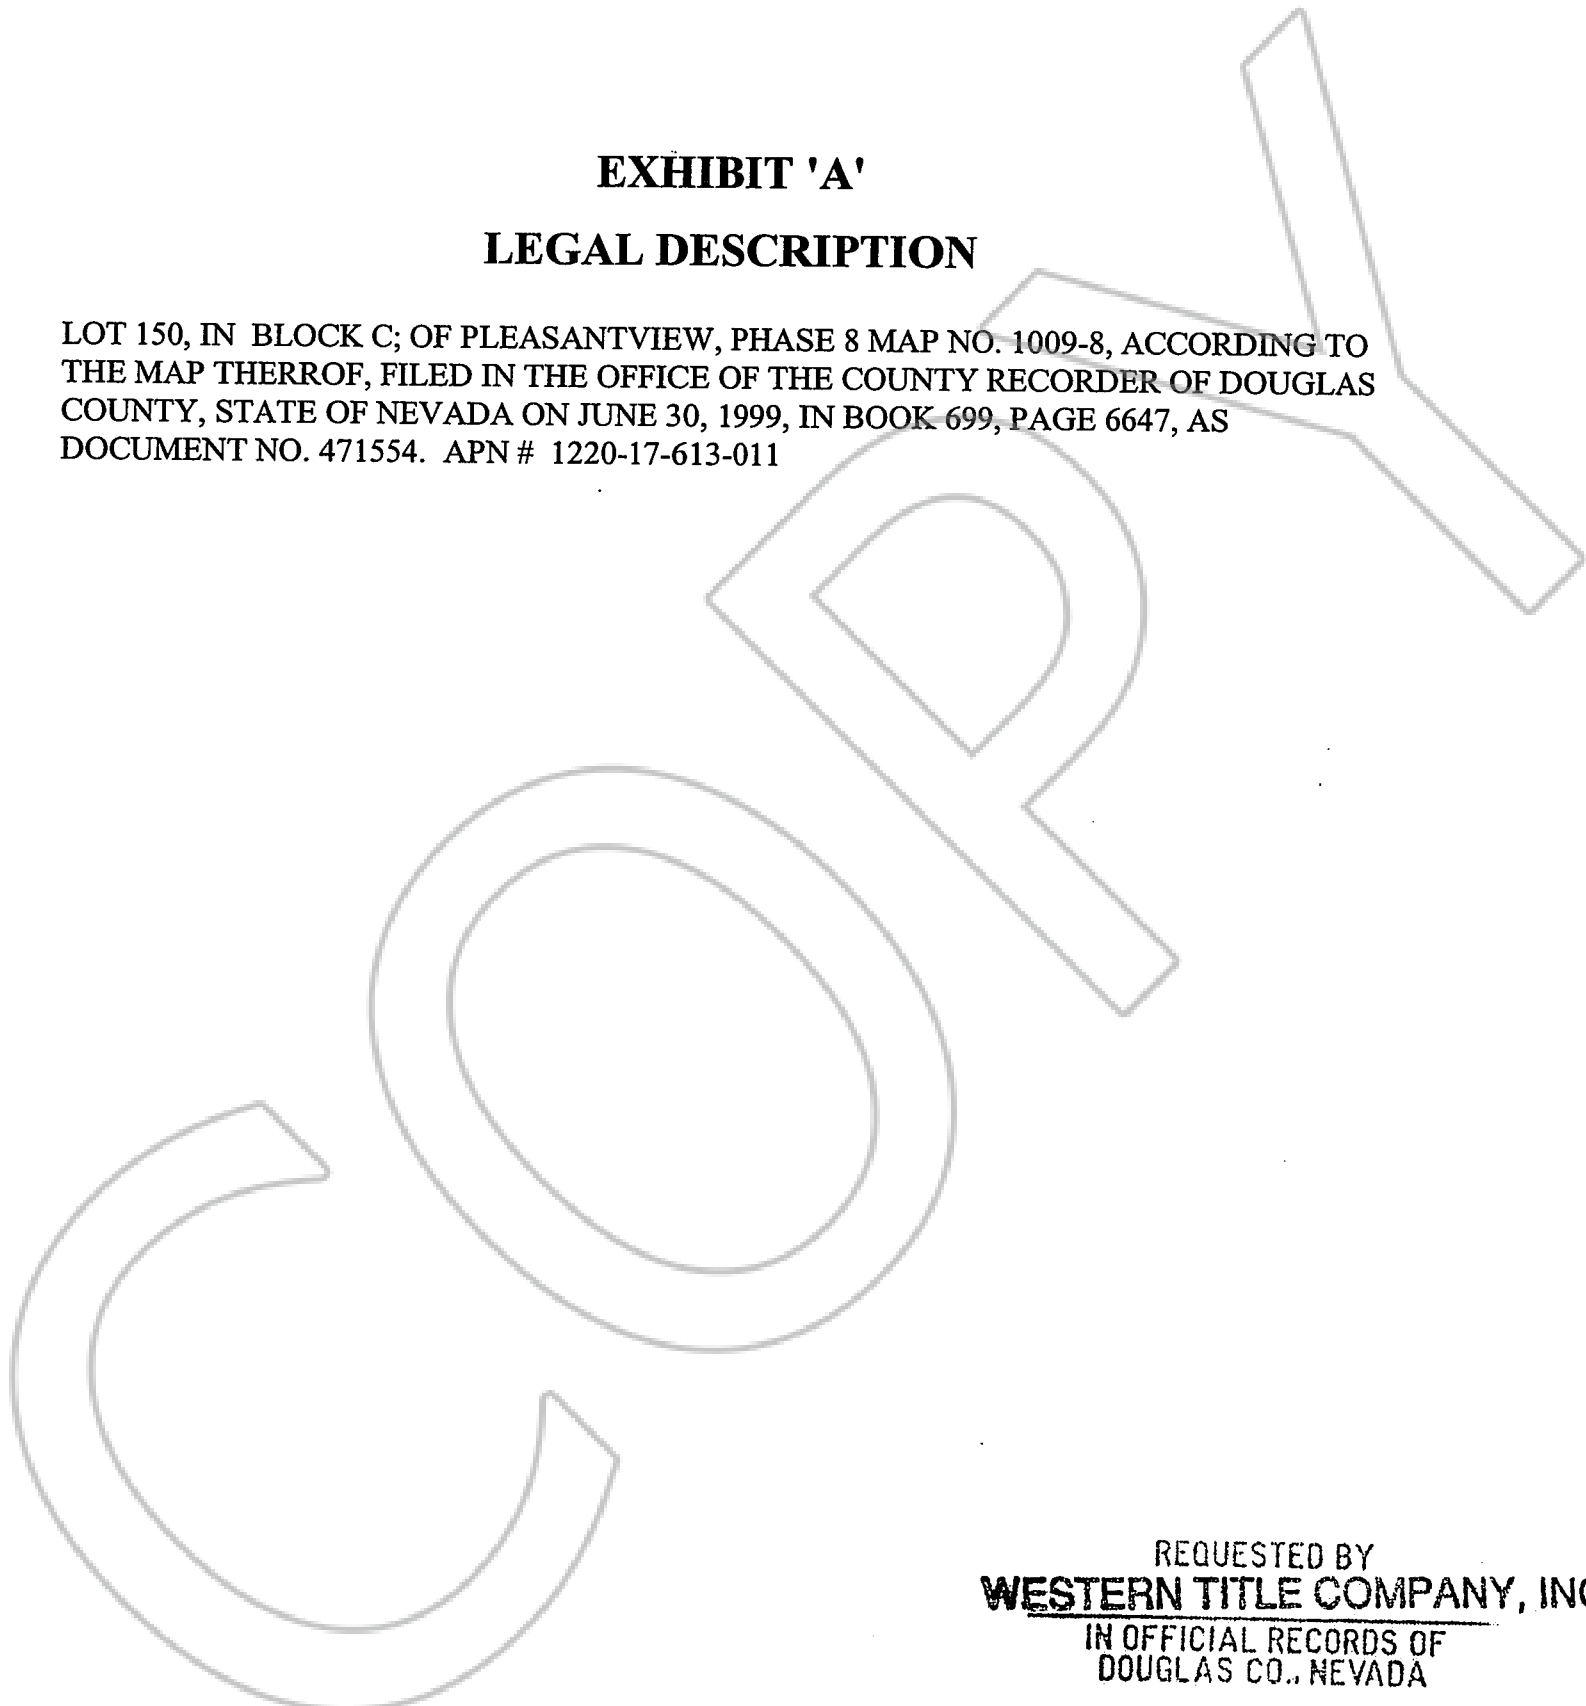 EXHIBIT 'A'
LEGAL DESCRIPTION
LOT 150, IN BLOCK C; OF PLEASANTVIEW, PHASE 8 MAP NO. 1009-8, ACCORDING TO
THE MAP THERROF, FILED IN THE OFFICE OF THE COUNTY RECORDER OF DOUGLAS
COUNTY, STATE OF NEVADA ON JUNE 30, 1999, IN BOOK 699, PAGE 6647, AS
DOCUMENT NO. 471554. APN # 1220-17-613-011
COPY
REQUESTED BY
WESTERN TITLE COMPANY, INC
IN OFFICIAL RECORDS OF
DOUGLAS CO., NEVADA